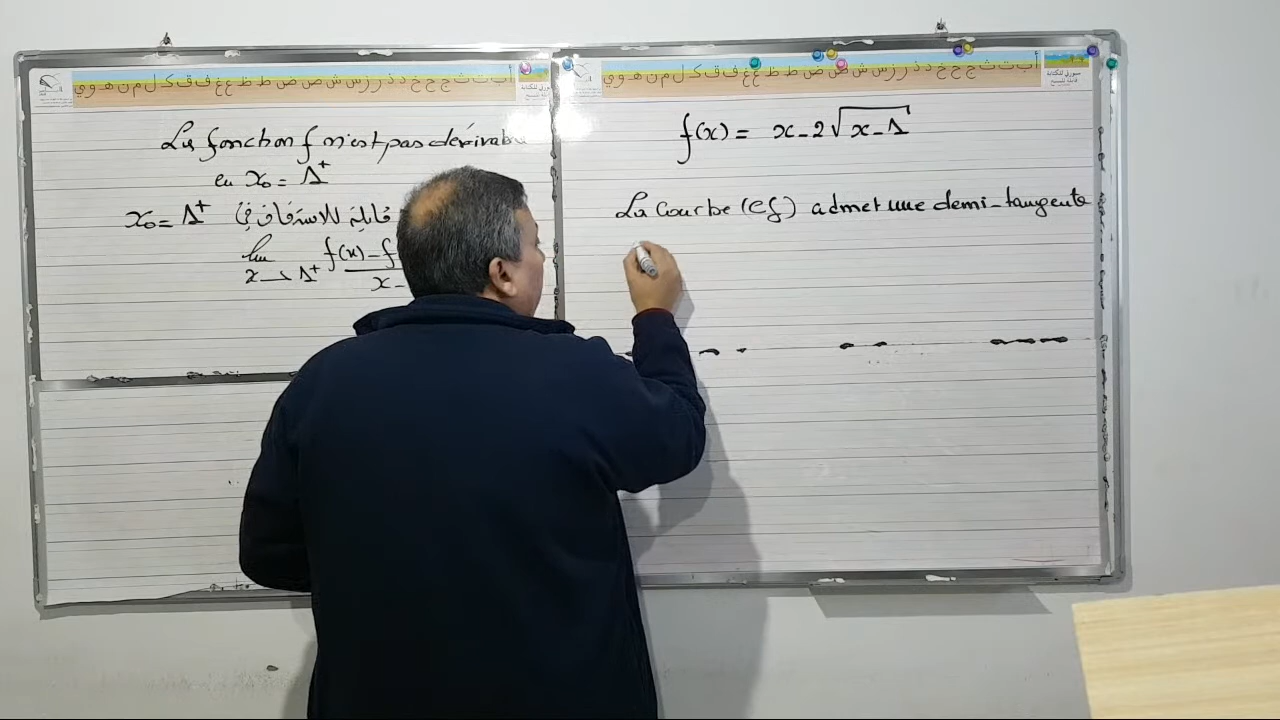 La fonction f n'est pas dérivable
en x₀ = 1⁺
قابلة للاشتقاق في x₀ = 1⁺
lim x→1⁺ f(x) – f
x –
f(x) = x – 2√x – 1
La Courbe (Cf) admet une demi-tangente
أ ب ت ث ج ح خ د ذ ر ز س ش ص ض ط ظ ع غ ف ق ك ل م ن ه و ي
أ ب ت ث ج ح خ د ذ ر ز س ش ص ض ط ظ ع غ ف ق ك ل م ن ه و ي